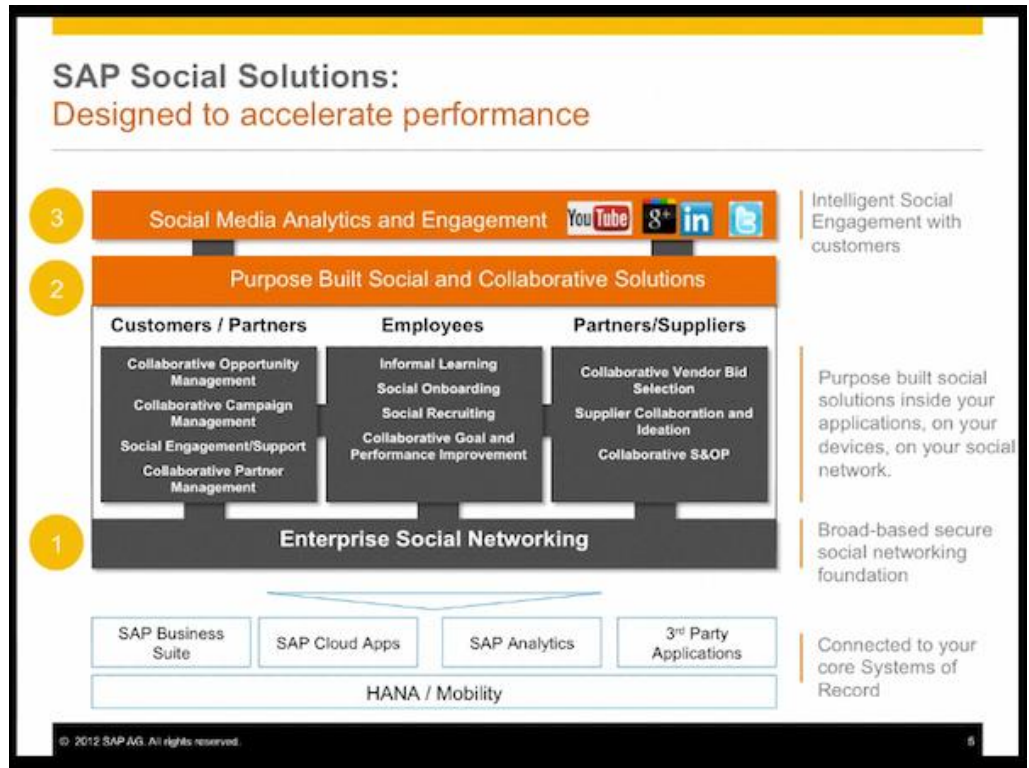 SAP Social Solutions:
Designed to accelerate performance
3
Social Media Analytics and Engagement
You Tube
g+
in
Intelligent Social
Engagement with
customers
2
Purpose Built Social and Collaborative Solutions
Customers / Partners
Collaborative Opportunity
Management
Collaborative Campaign
Management
Social Engagement/Support
Collaborative Partner
Management
Employees
Informal Learning
Social Onboarding
Social Recruiting
Collaborative Goal and
Performance Improvement
Partners/Suppliers
Collaborative Vendor Bid
Selection
Supplier Collaboration and
Ideation
Collaborative S&OP
Purpose built social
solutions inside your
applications, on your
devices, on your social
network.
1
Enterprise Social Networking
Broad-based secure
social networking
foundation
SAP Business
Suite
SAP Cloud Apps
SAP Analytics
3rd Party
Applications
HANA / Mobility
Connected to your
core Systems of
Record
© 2012 SAP AG. All rights reserved.